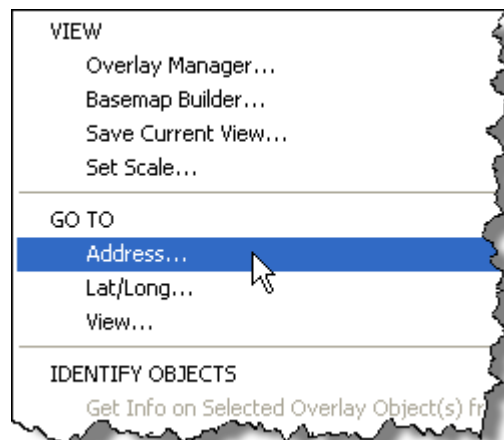 VIEW
Overlay Manager...
Basemap Builder...
Save Current View...
Set Scale...
GO TO
Address...
Lat/Long...
View...
IDENTIFY OBJECTS
Get Info on Selected Overlay Object(s)